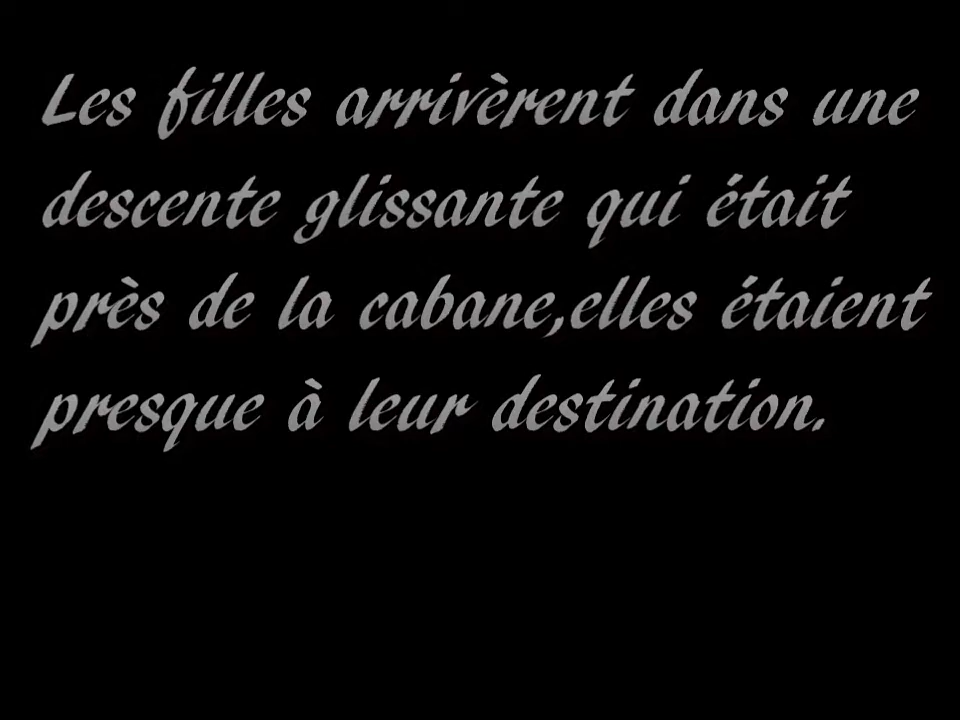 Les filles arrivèrent dans une
descente glissante qui était
près de la cabane,elles étaient
presque à leur destination.